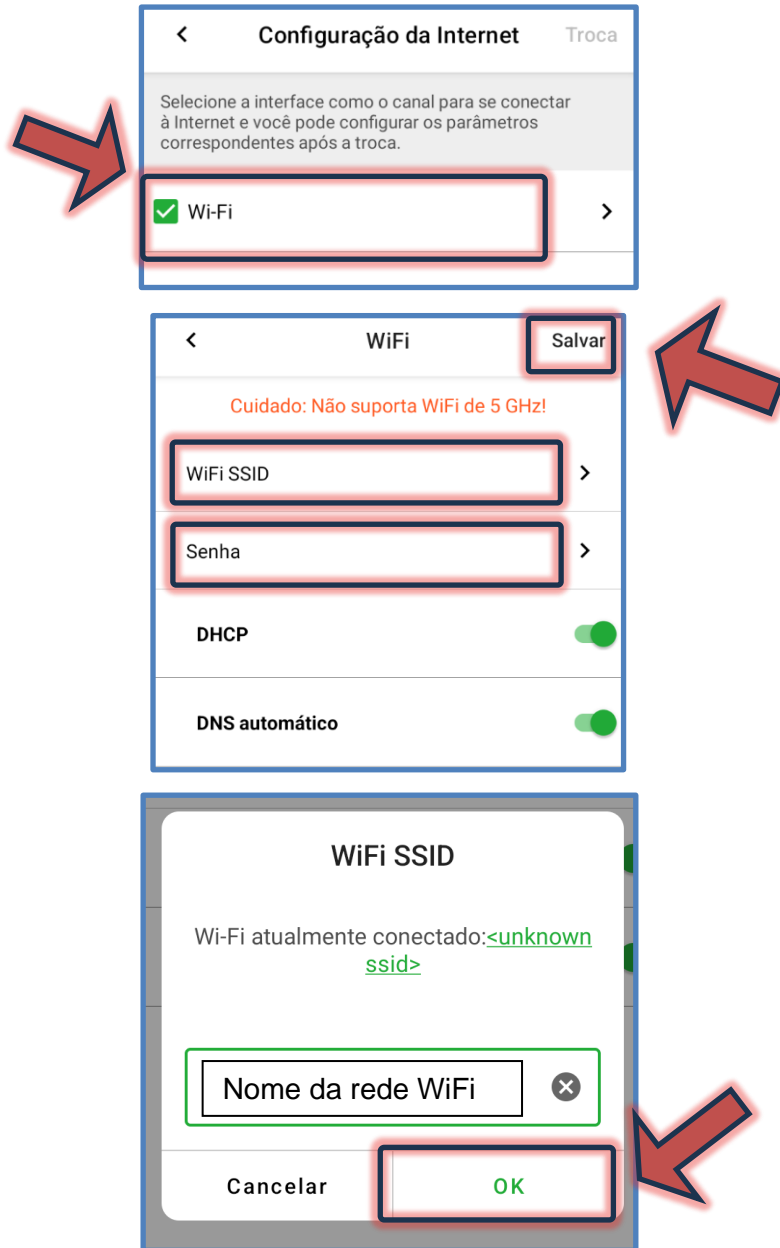 Configuração da Internet Troca
Selecione a interface como o canal para se conectar
à Internet e você pode configurar os parâmetros
correspondentes após a troca.
Wi-Fi
WiFi Salvar
Cuidado: Não suporta WiFi de 5 GHz!
WiFi SSID
Senha
DHCP
DNS automático
WiFi SSID
Wi-Fi atualmente conectado:<unknown
ssid>
Nome da rede WiFi
Cancelar OK